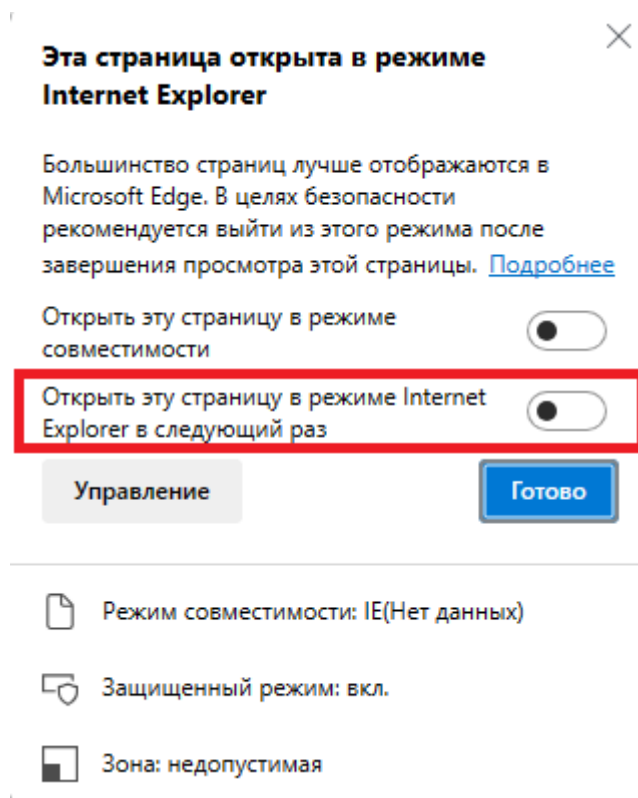 Эта страница открыта в режиме
Internet Explorer
Большинство страниц лучше отображаются в
Microsoft Edge. В целях безопасности
рекомендуется выйти из этого режима после
завершения просмотра этой страницы. Подробнее
Открыть эту страницу в режиме
совместимости
Открыть эту страницу в режиме Internet
Explorer в следующий раз
Управление
Готово
Режим совместимости: IE(Нет данных)
Защищенный режим: вкл.
Зона: недопустимая